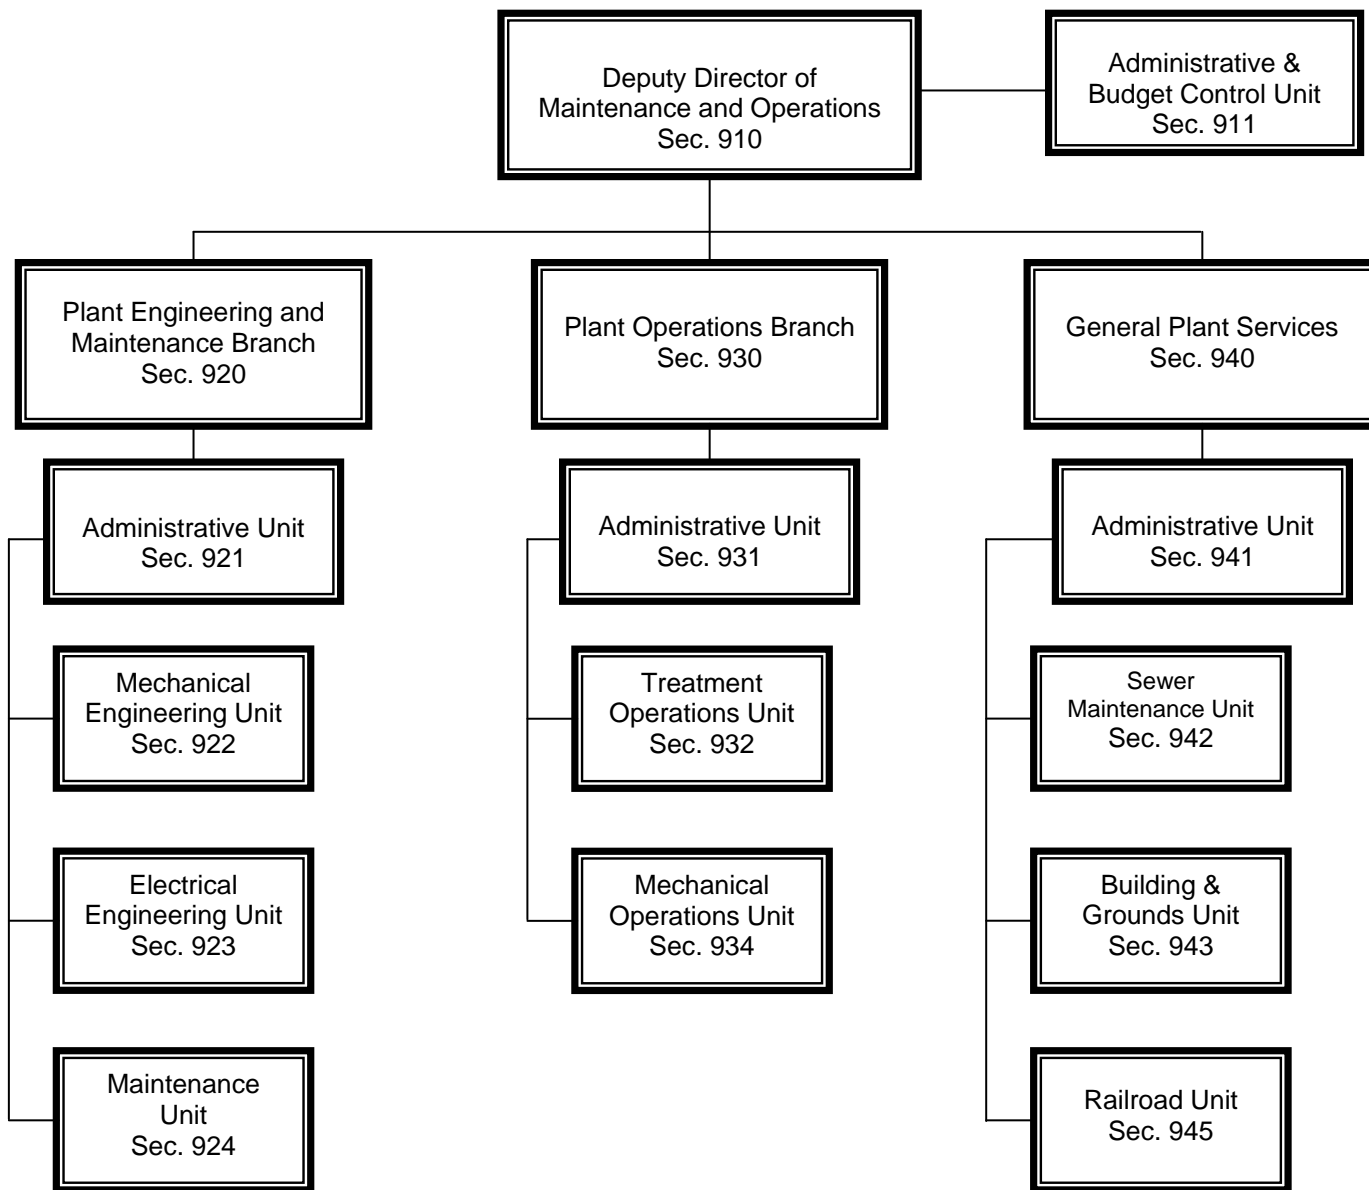 Deputy Director of
Maintenance and Operations
Sec. 910
Administrative &
Budget Control Unit
Sec. 911
Plant Engineering and
Maintenance Branch
Sec. 920
Plant Operations Branch
Sec. 930
General Plant Services
Sec. 940
Administrative Unit
Sec. 921
Administrative Unit
Sec. 931
Administrative Unit
Sec. 941
Mechanical
Engineering Unit
Sec. 922
Treatment
Operations Unit
Sec. 932
Sewer
Maintenance Unit
Sec. 942
Electrical
Engineering Unit
Sec. 923
Mechanical
Operations Unit
Sec. 934
Building &
Grounds Unit
Sec. 943
Maintenance
Unit
Sec. 924
Railroad Unit
Sec. 945